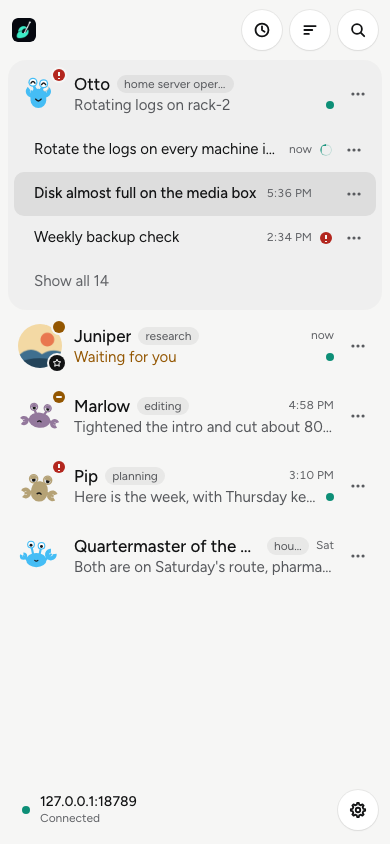 Otto home server oper...
Rotating logs on rack-2
Rotate the logs on every machine i... now
Disk almost full on the media box 5:36 PM
Weekly backup check 2:34 PM
Show all 14
Juniper research now
Waiting for you
Marlow editing 4:58 PM
Tightened the intro and cut about 80...
Pip planning 3:10 PM
Here is the week, with Thursday ke...
Quartermaster of the ... hou... Sat
Both are on Saturday's route, pharma...
127.0.0.1:18789
Connected